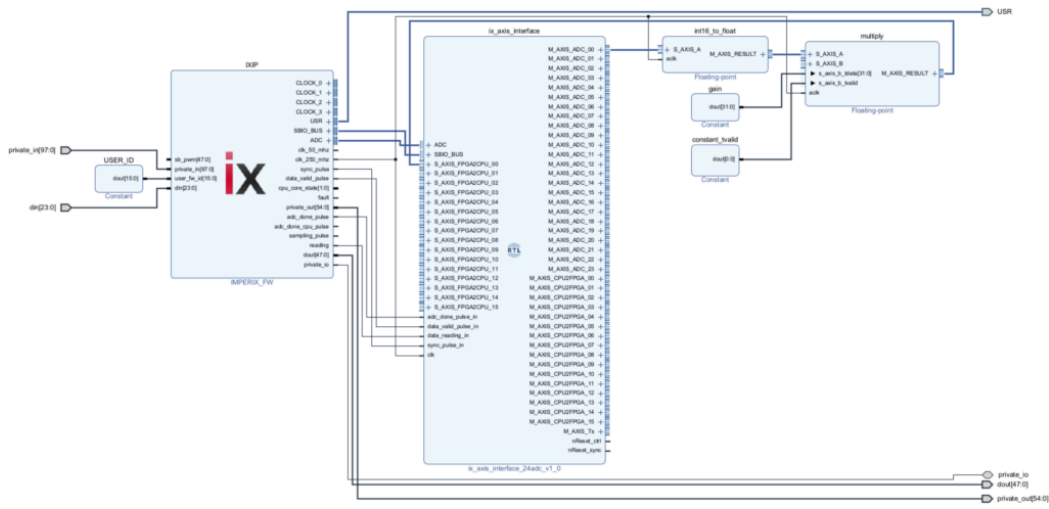 USR
ix_axis_interface
int16_to_float
multiply
IXIP
M_AXIS_ADC_00
M_AXIS_ADC_01
M_AXIS_ADC_02
M_AXIS_ADC_03
M_AXIS_ADC_04
M_AXIS_ADC_05
M_AXIS_ADC_06
M_AXIS_ADC_07
M_AXIS_ADC_08
M_AXIS_ADC_09
M_AXIS_ADC_10
M_AXIS_ADC_11
M_AXIS_ADC_12
M_AXIS_ADC_13
M_AXIS_ADC_14
M_AXIS_ADC_15
M_AXIS_ADC_16
M_AXIS_ADC_17
M_AXIS_ADC_18
M_AXIS_ADC_19
M_AXIS_ADC_20
M_AXIS_ADC_21
M_AXIS_ADC_22
M_AXIS_ADC_23
M_AXIS_CPU2FPGA_00
M_AXIS_CPU2FPGA_01
M_AXIS_CPU2FPGA_02
M_AXIS_CPU2FPGA_03
M_AXIS_CPU2FPGA_04
M_AXIS_CPU2FPGA_05
M_AXIS_CPU2FPGA_06
M_AXIS_CPU2FPGA_07
M_AXIS_CPU2FPGA_08
M_AXIS_CPU2FPGA_09
M_AXIS_CPU2FPGA_10
M_AXIS_CPU2FPGA_11
M_AXIS_CPU2FPGA_12
M_AXIS_CPU2FPGA_13
M_AXIS_CPU2FPGA_14
M_AXIS_CPU2FPGA_15
M_AXIS_Tx
nReset_ctrl
nReset_sync
ADC
SBIO_BUS
S_AXIS_FPGA2CPU_00
S_AXIS_FPGA2CPU_01
S_AXIS_FPGA2CPU_02
S_AXIS_FPGA2CPU_03
S_AXIS_FPGA2CPU_04
S_AXIS_FPGA2CPU_05
S_AXIS_FPGA2CPU_06
S_AXIS_FPGA2CPU_07
S_AXIS_FPGA2CPU_08
S_AXIS_FPGA2CPU_09
S_AXIS_FPGA2CPU_10
S_AXIS_FPGA2CPU_11
S_AXIS_FPGA2CPU_12
S_AXIS_FPGA2CPU_13
S_AXIS_FPGA2CPU_14
S_AXIS_FPGA2CPU_15
adc_done_pulse_in
data_valid_pulse_in
data_reading_in
sync_pulse_in
clk
RTL
ix_axis_interface_24adc_v1_0
S_AXIS_A
aclk
M_AXIS_RESULT
Floating-point
S_AXIS_A
S_AXIS_B
s_axis_b_tdata[31:0]
s_axis_b_tvalid
aclk
M_AXIS_RESULT
Floating-point
gain
dout[31:0]
Constant
constant_tvalid
dout[0:0]
Constant
CLOCK_0
CLOCK_1
CLOCK_2
CLOCK_3
USR
SBIO_BUS
ADC
clk_50_mhz
clk_250_mhz
sync_pulse
data_valid_pulse
cpu_core_state[1:0]
fault
private_out[54:0]
adc_done_pulse
adc_done_cpu_pulse
sampling_pulse
reading
dout[47:0]
private_io
sb_pwm[47:0]
private_in[97:0]
user_fw_id[15:0]
din[23:0]
ix
IMPERIX_FW
private_in[97:0]
USER_ID
dout[15:0]
Constant
din[23:0]
private_io
dout[47:0]
private_out[54:0]